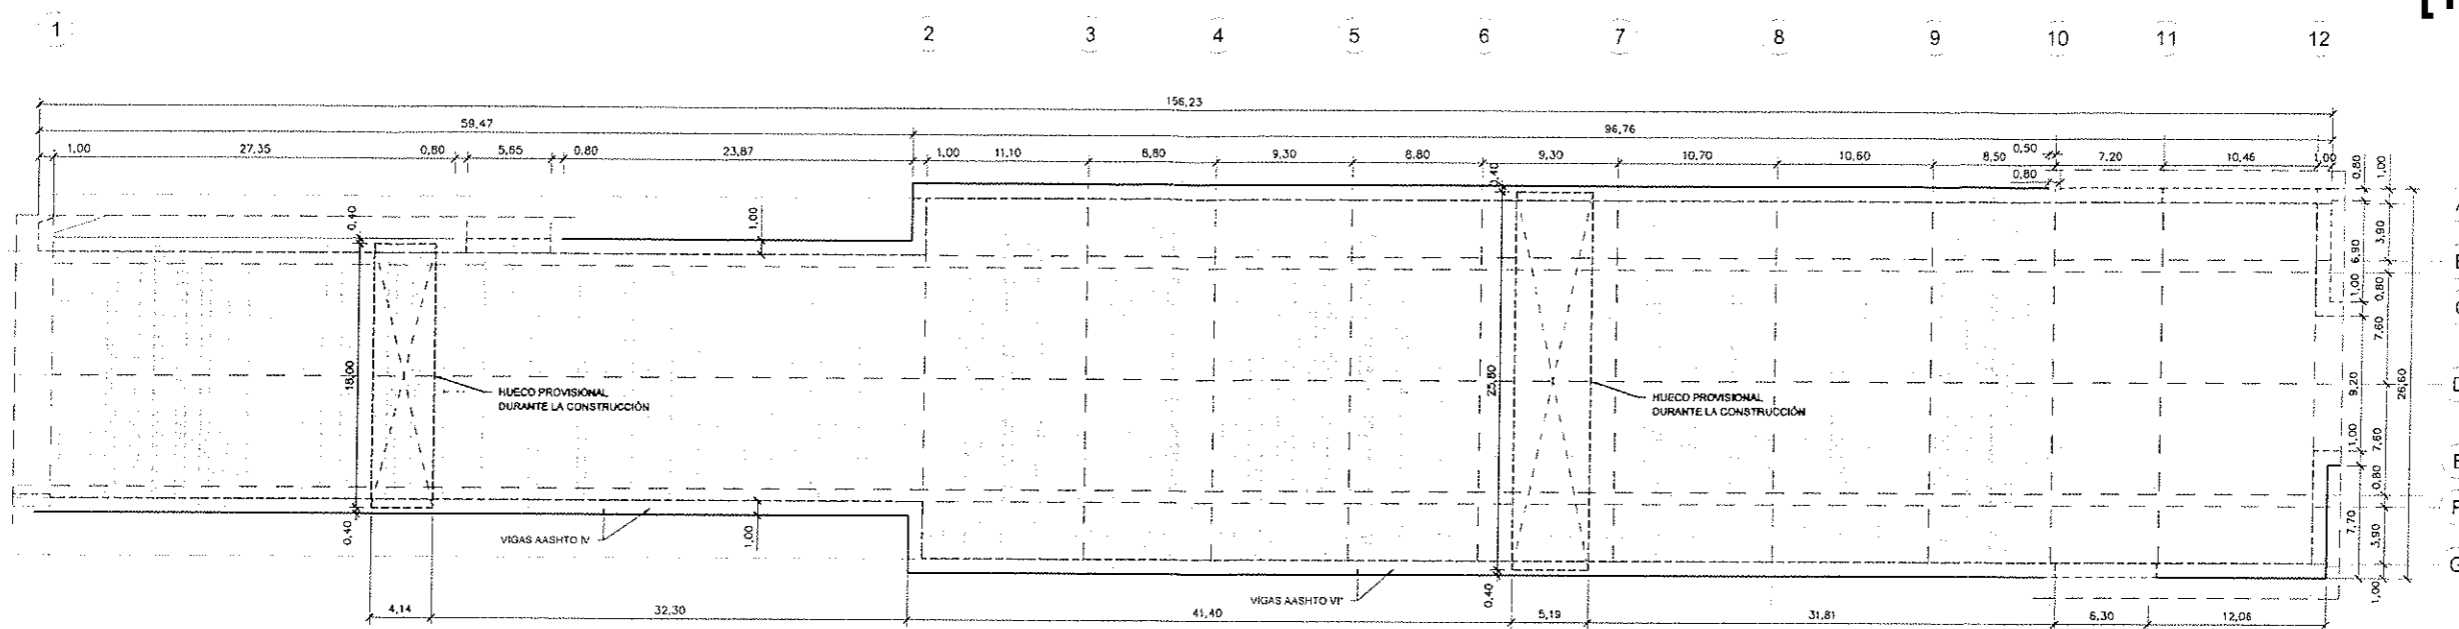 1 2 3 4 5 6 7 8 9 10 11 12
156,23
59,47 96,76
1,00 27,35 0,80 5,65 0,80 23,87 1,00 11,10 8,80 9,30 8,80 9,30 10,70 10,60 8,50 0,50 7,20 10,46 1,00
0,80
0,80 1,00
0,40 1,00 0,40
3,90
6,90
1,00 0,80
7,60
18,00 25,80 9,20 26,60
HUECO PROVISIONAL
DURANTE LA CONSTRUCCIÓN
HUECO PROVISIONAL
DURANTE LA CONSTRUCCIÓN
1,00 7,60
0,80
7,70 3,90
F
G
0,40 1,00
VIGAS AASHTO IV
VIGAS AASHTO VI
0,40 1,00
4,14 32,30 41,40 5,19 31,81 6,30 12,06